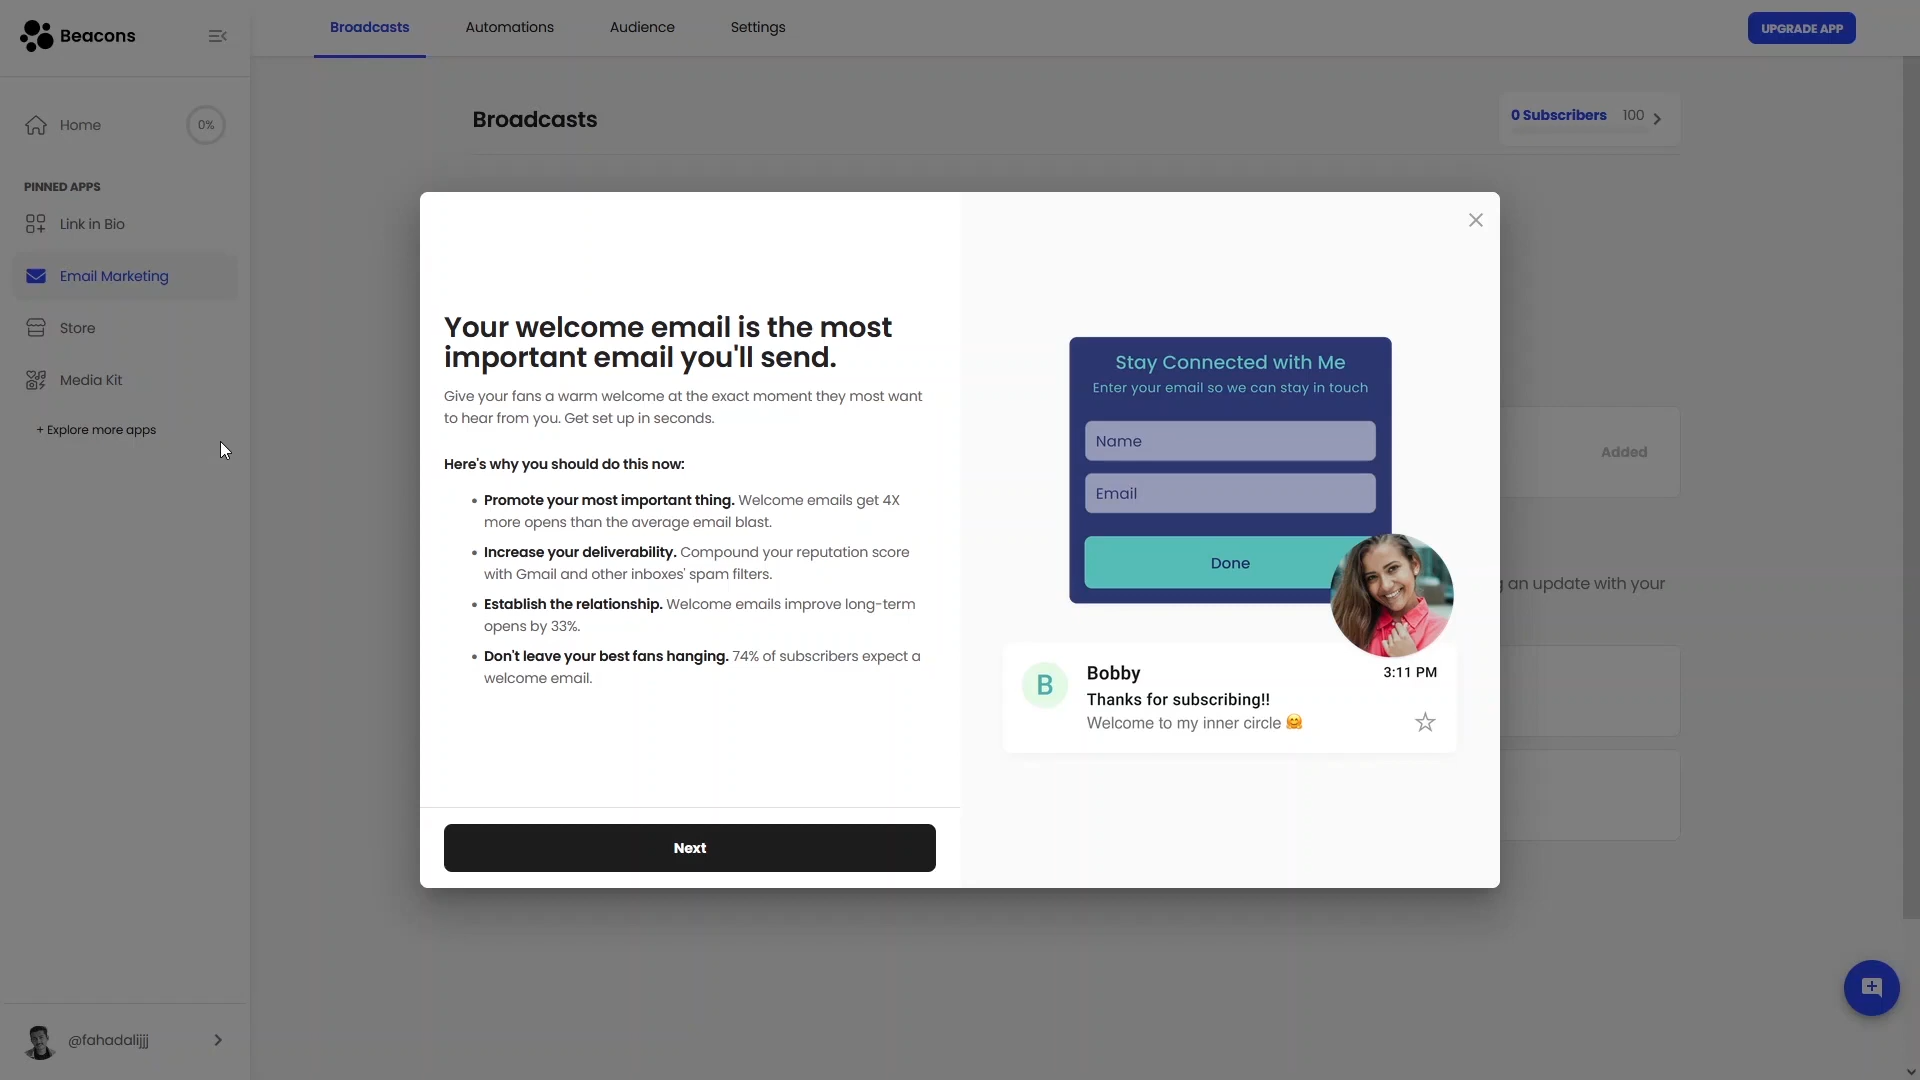 Beacons
Broadcasts
Automations
Audience
Settings
UPGRADE APP
Home
0%
PINNED APPS
Link in Bio
Email Marketing
Store
Media Kit
+ Explore more apps
@fahadalijjj
Broadcasts
0 Subscribers 100
Added
an update with your
Your welcome email is the most
important email you'll send.
Give your fans a warm welcome at the exact moment they most want
to hear from you. Get set up in seconds.
Here's why you should do this now:
• Promote your most important thing. Welcome emails get 4X
more opens than the average email blast.
• Increase your deliverability. Compound your reputation score
with Gmail and other inboxes' spam filters.
• Establish the relationship. Welcome emails improve long-term
opens by 33%.
• Don't leave your best fans hanging. 74% of subscribers expect a
welcome email.
Next
Stay Connected with Me
Enter your email so we can stay in touch
Name
Email
Done
B
Bobby
3:11 PM
Thanks for subscribing!!
Welcome to my inner circle 🤗